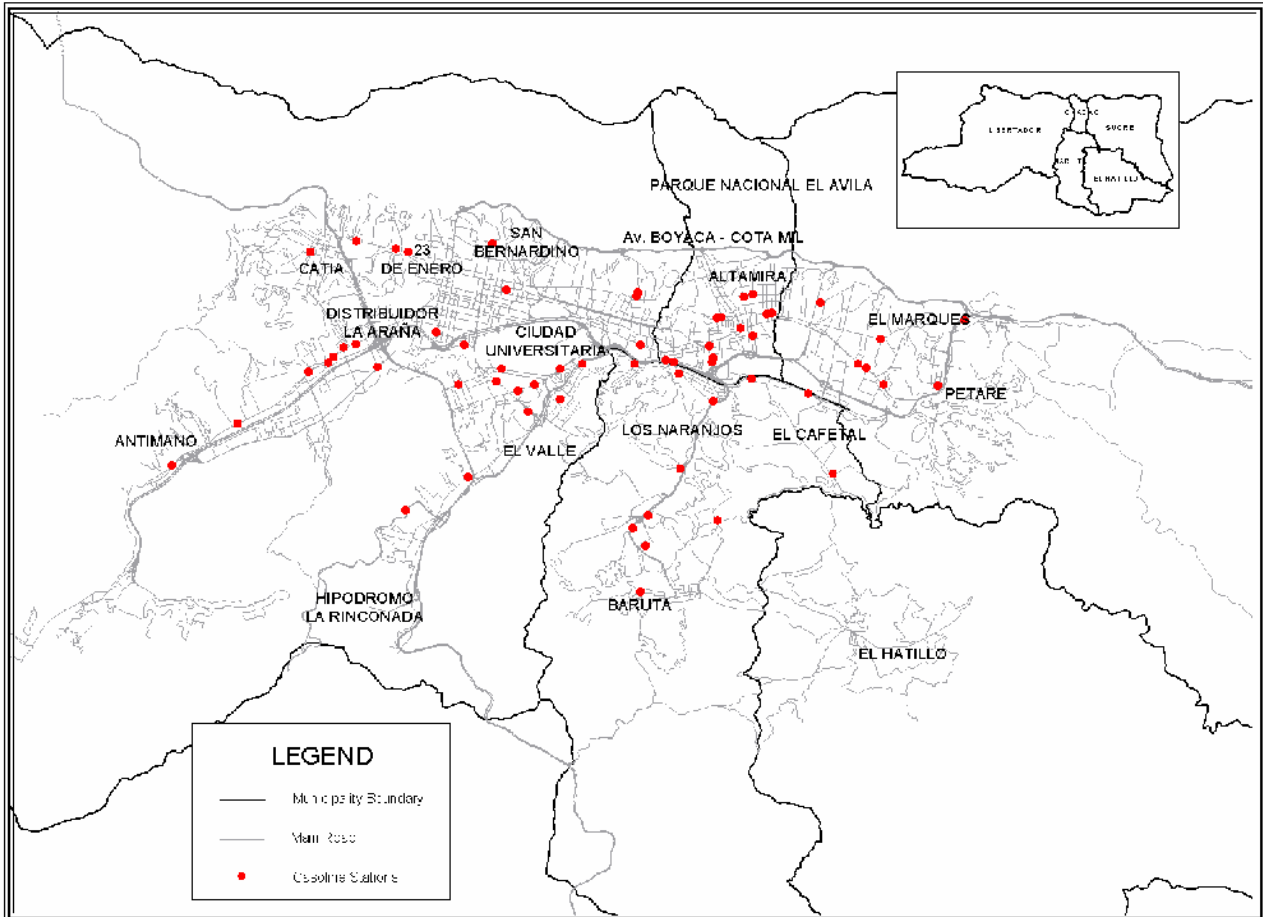 LIBERTADOR
SUCRE
EL HATILLO
PARQUE NACIONAL EL AVILA
SAN
BERNARDINO
Av. BOYACA - COTA MIL
23
DE ENERO
CATIA
ALTAMIRA
DISTRIBUIDOR
LA ARAÑA
CIUDAD
UNIVERSITARIA
EL MARQUES
PETARE
ANTIMANO
EL VALLE
LOS NARANJOS
EL CAFETAL
HIPODROMO
LA RINCONADA
BARUTA
EL HATILLO
LEGEND
Municipality Boundary
Main Road
Gasoline Stations